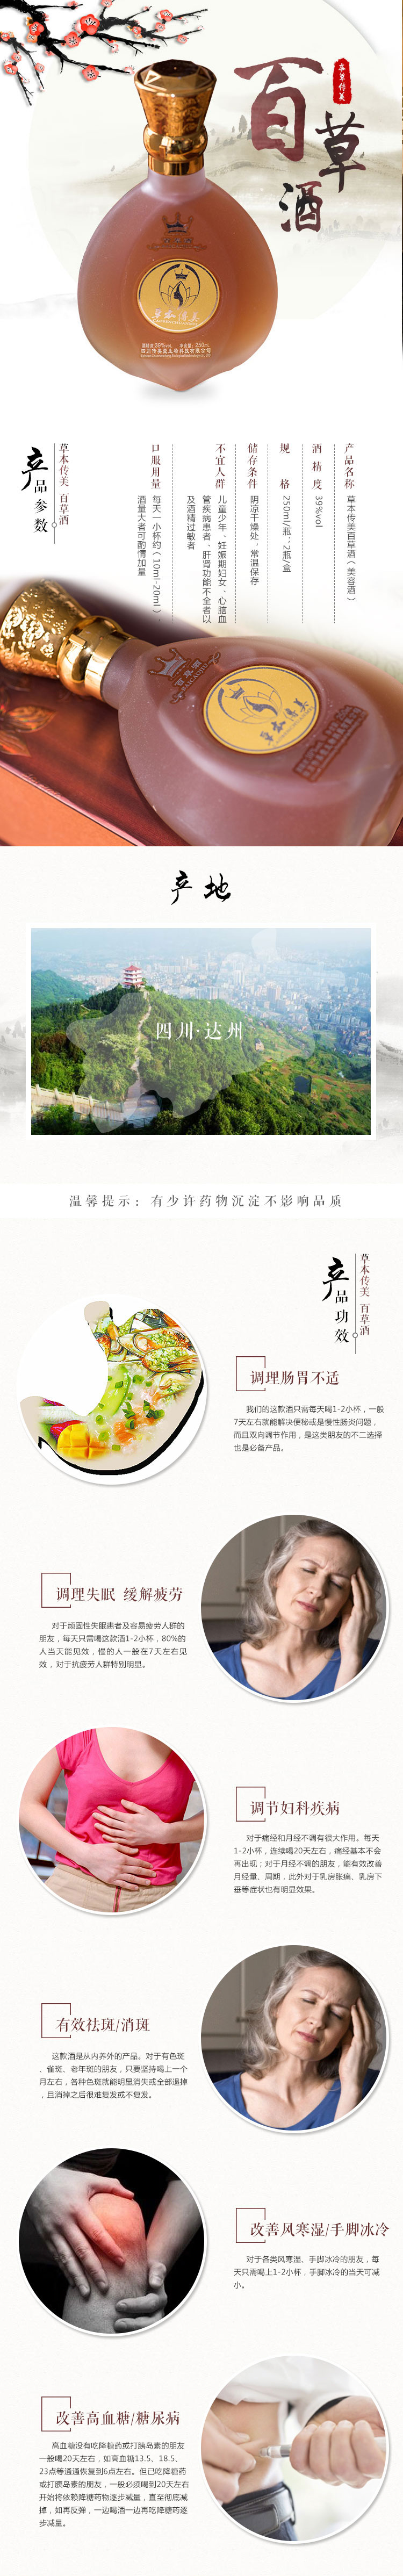 百草酒
本草传美
草本传美
酒精度:39%vol 净含量:250ml
产品参数
草本传美 百草酒
产品名称
草本传美百草酒（美容酒）
酒精度
39%vol
规格
250ml/瓶；2瓶/盒
储存条件
阴凉干燥处、常温保存
不宜人群
儿童少年、妊娠期妇女、心脑血
管疾病患者、肝肾功能不全者以
及酒精过敏者
口服用量
每天一小杯约（10ml-20ml）；
酒量大者可酌情加量
产地
四川·达州
温馨提示：有少许药物沉淀不影响品质
产品功效
草本传美 百草酒
调理肠胃不适
我们的这款酒只需每天喝1-2小杯，一般
7天左右就能解决便秘或是慢性肠炎问题，
而且双向调节作用，是这类朋友的不二选择
也是必备产品。
调理失眠 缓解疲劳
对于顽固性失眠患者及容易疲劳人群的
朋友，每天只需喝这款酒1-2小杯，80%的
人当天能见效，慢的人一般在7天左右见
效，对于抗疲劳人群特别明显。
调节妇科疾病
对于痛经和月经不调有很大作用。每天
1-2小杯，连续喝20天左右，痛经基本不会
再出现；对于月经不调的朋友，能有效改善
月经量、周期，此外对于乳房胀痛、乳房下
垂等症状也有明显效果。
有效祛斑/消斑
这款酒是从内养外的产品。对于有色斑
、雀斑、老年斑的朋友，只要坚持喝上一个
月左右，各种色斑就能明显消失或全部退掉
，且消掉之后很难复发或不复发。
改善风寒湿/手脚冰冷
对于各类风寒湿、手脚冰冷的朋友，每
天只需喝上1-2小杯，手脚冰冷的当天可减
小。
改善高血糖/糖尿病
高血糖没有吃降糖药或打胰岛素的朋友
一般喝20天左右，如高血糖13.5、18.5、
23点等通通恢复到6点左右。但已吃降糖药
或打胰岛素的朋友，一般必须喝到20天左右
开始将依赖降糖药物逐步减量，直至彻底减
掉，如再反弹，一边喝酒一边再吃降糖药逐
步减量。